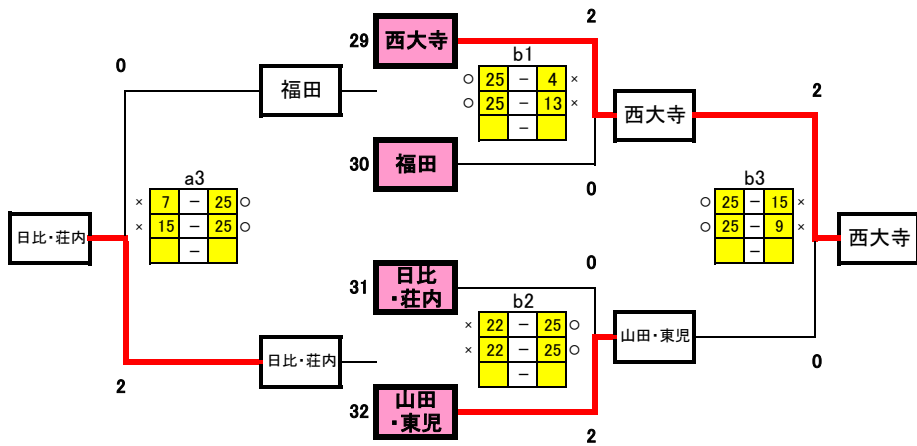 2
29 西大寺
0
b1
福田
○ 25 − 4 ×
2
○ 25 − 13 ×
西大寺
−
30 福田
0
a3
b3
× 7 − 25 ○
○ 25 − 15 ×
× 15 − 25 ○
○ 25 − 9 ×
日比・荘内
−
−
西大寺
0
31 日比
・荘内
b2
× 22 − 25 ○
山田・東児
× 22 − 25 ○
日比・荘内
−
0
2
32 山田
・東児
2